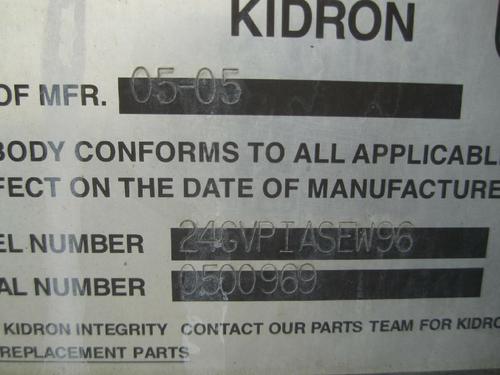 KIDRON
OF MFR. 05-05
BODY CONFORMS TO ALL APPLICABL
FECT ON THE DATE OF MANUFACTURE
EL NUMBER 24GVPIASEW96
AL NUMBER 0500969
KIDRON INTEGRITY CONTACT OUR PARTS TEAM FOR KIDRO
REPLACEMENT PARTS